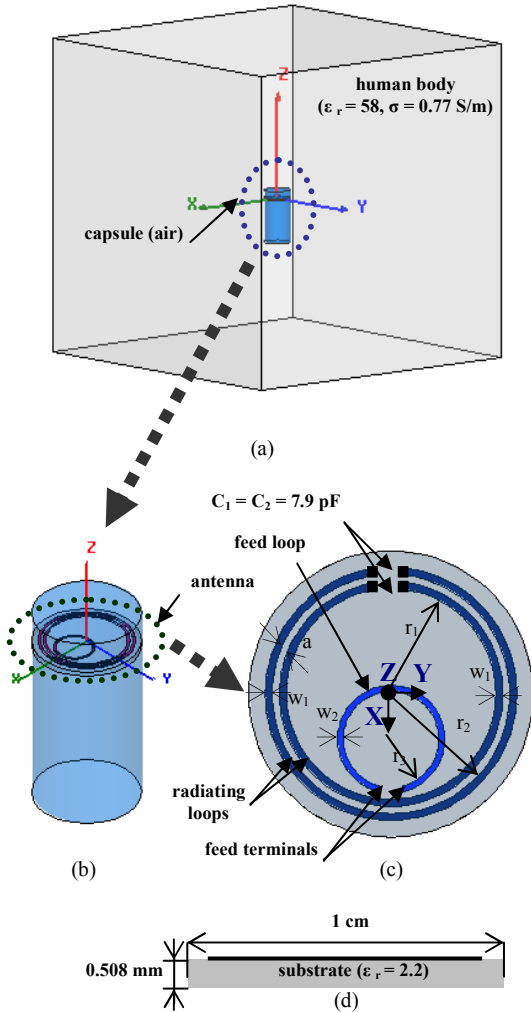 Z
human body
(ε r = 58, σ = 0.77 S/m)
X
Y
capsule (air)
(a)
C1 = C2 = 7.9 pF
feed loop
Z
antenna
X
Y
r1
a
Z
Y
w1
w1
X
w2
r2
r3
radiating
loops
feed terminals
(b)
(c)
1 cm
0.508 mm
substrate (ε r = 2.2)
(d)